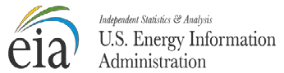 eia
Independent Statistics & Analysis
U.S. Energy Information
Administration